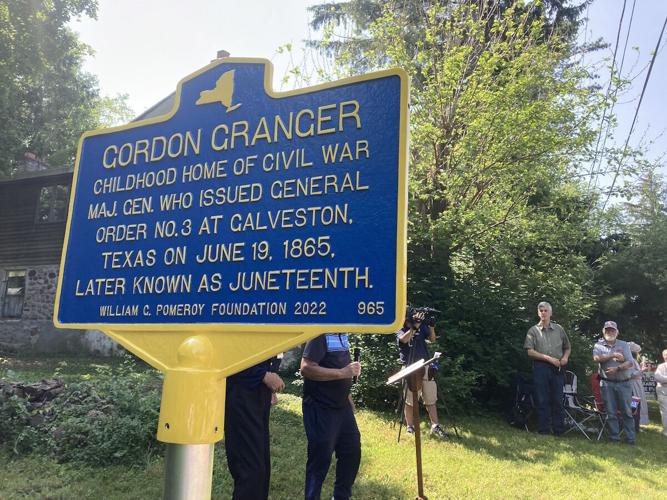 GORDON GRANGER
CHILDHOOD HOME OF CIVIL WAR
MAJ. GEN. WHO ISSUED GENERAL
ORDER NO. 3 AT GALVESTON,
TEXAS ON JUNE 19, 1865,
LATER KNOWN AS JUNETEENTH.
WILLIAM C. POMEROY FOUNDATION 2022 965